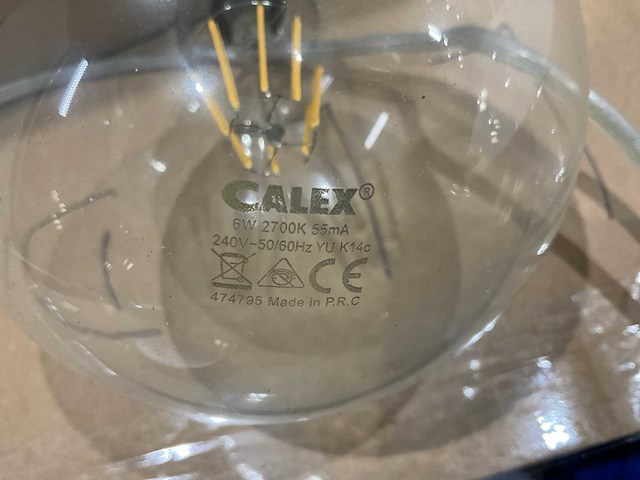 CALEX®
6W 2700K 55mA
240V~50/60Hz YU K14c
CE
474795 Made in P.R.C